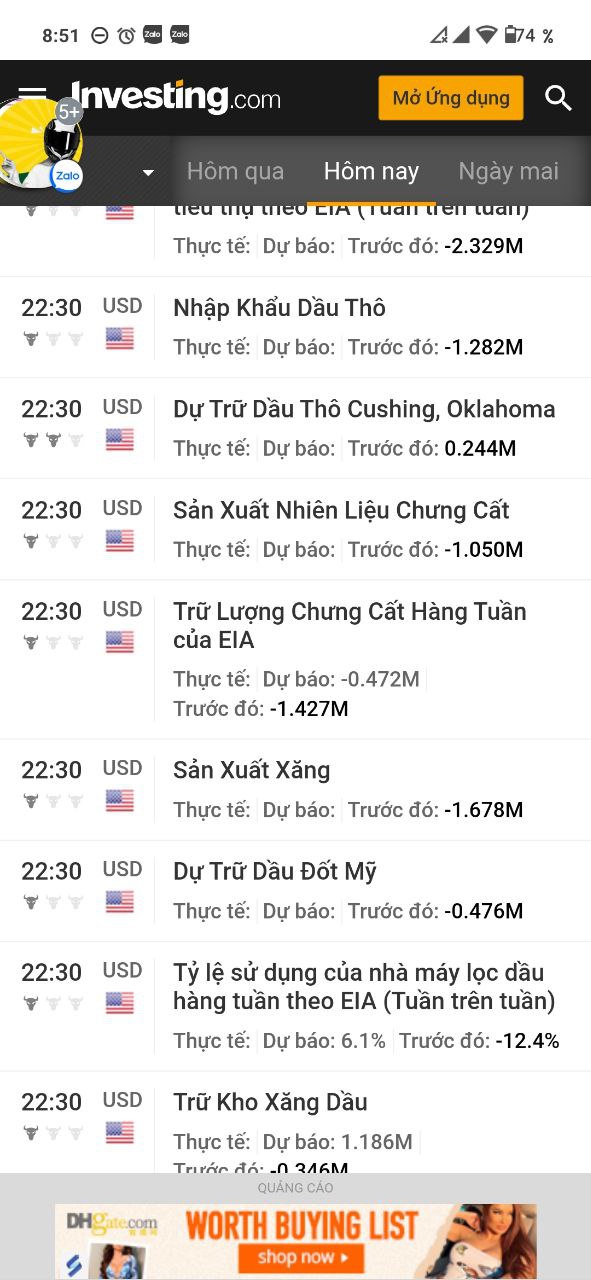 8:51 Zalo Zalo 74 %
Investing.com Mở Ứng dụng
5+
Zalo
Hôm qua Hôm nay Ngày mai
tiêu thụ theo EIA (Tuần trên tuần)
Thực tế: Dự báo: Trước đó: -2.329M
22:30 USD Nhập Khẩu Dầu Thô
Thực tế: Dự báo: Trước đó: -1.282M
22:30 USD Dự Trữ Dầu Thô Cushing, Oklahoma
Thực tế: Dự báo: Trước đó: 0.244M
22:30 USD Sản Xuất Nhiên Liệu Chưng Cất
Thực tế: Dự báo: Trước đó: -1.050M
22:30 USD Trữ Lượng Chưng Cất Hàng Tuần
của EIA
Thực tế: Dự báo: -0.472M
Trước đó: -1.427M
22:30 USD Sản Xuất Xăng
Thực tế: Dự báo: Trước đó: -1.678M
22:30 USD Dự Trữ Dầu Đốt Mỹ
Thực tế: Dự báo: Trước đó: -0.476M
22:30 USD Tỷ lệ sử dụng của nhà máy lọc dầu
hàng tuần theo EIA (Tuần trên tuần)
Thực tế: Dự báo: 6.1% Trước đó: -12.4%
22:30 USD Trữ Kho Xăng Dầu
Thực tế: Dự báo: 1.186M
Trước đó: -0.346M
QUẢNG CÁO
DHgate.com WORTH BUYING LIST
shop now